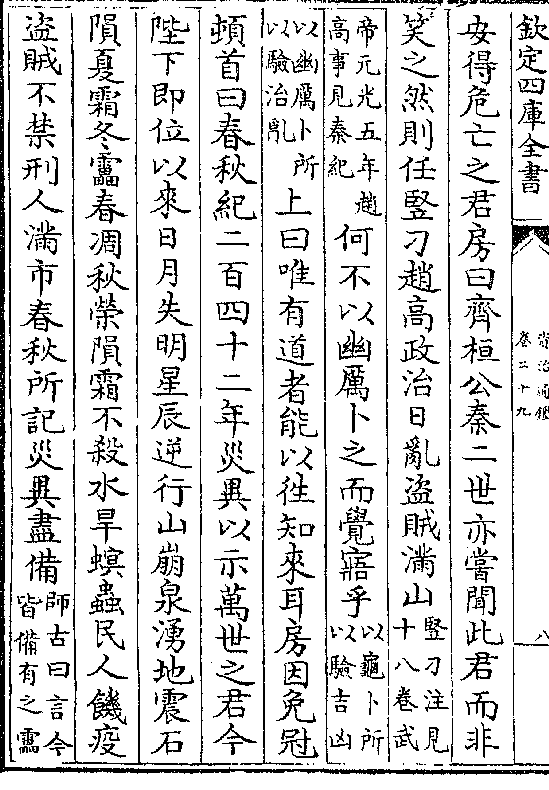 欽定四庫全書
資治通鑑
卷二十九
八
安得危亡之君房曰齊桓公秦二世亦嘗聞此君而非
笑之然則任豎刁趙高政治日亂盜賊滿山豎刁注見十八卷武
帝元光五年趙高事見秦紀何不以幽厲卜之而覺寤乎以龜卜所以驗吉凶
以幽厲卜所以驗治亂上曰唯有道者能以徃知來耳房因免冠
頓首曰春秋紀二百四十二年災異以示萬世之君今
陛下即位以來日月失明星辰逆行山崩泉湧地震石
隕夏霜冬靁春凋秋榮隕霜不殺水旱螟蟲民人饑疫
盜賊不禁刑人滿市春秋所記災異盡備師古曰言今皆備有之靁